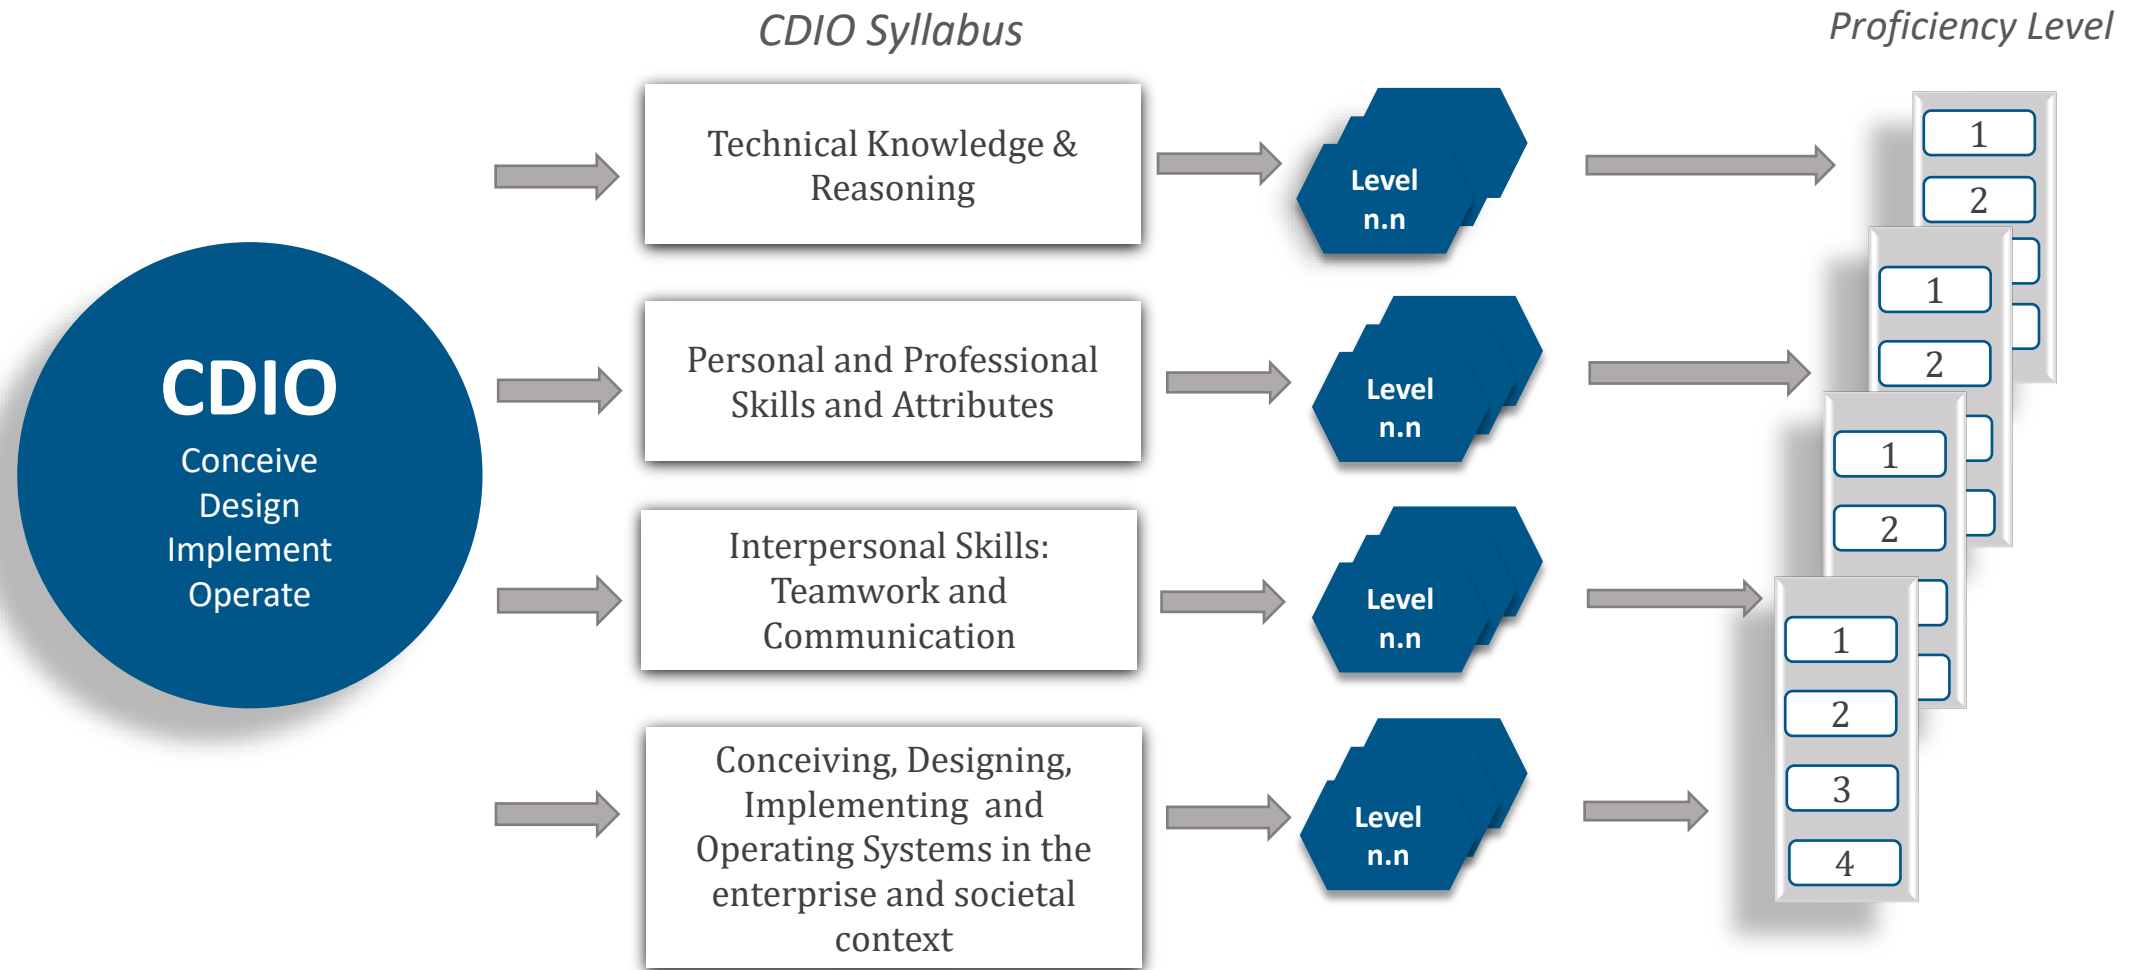 CDIO Syllabus
Proficiency Level
CDIO
Conceive
Design
Implement
Operate
Technical Knowledge &
Reasoning
Level
n.n
1
2
Personal and Professional
Skills and Attributes
Level
n.n
1
2
Interpersonal Skills:
Teamwork and
Communication
Level
n.n
1
2
Conceiving, Designing,
Implementing  and
Operating Systems in the
enterprise and societal
context
Level
n.n
1
2
3
4